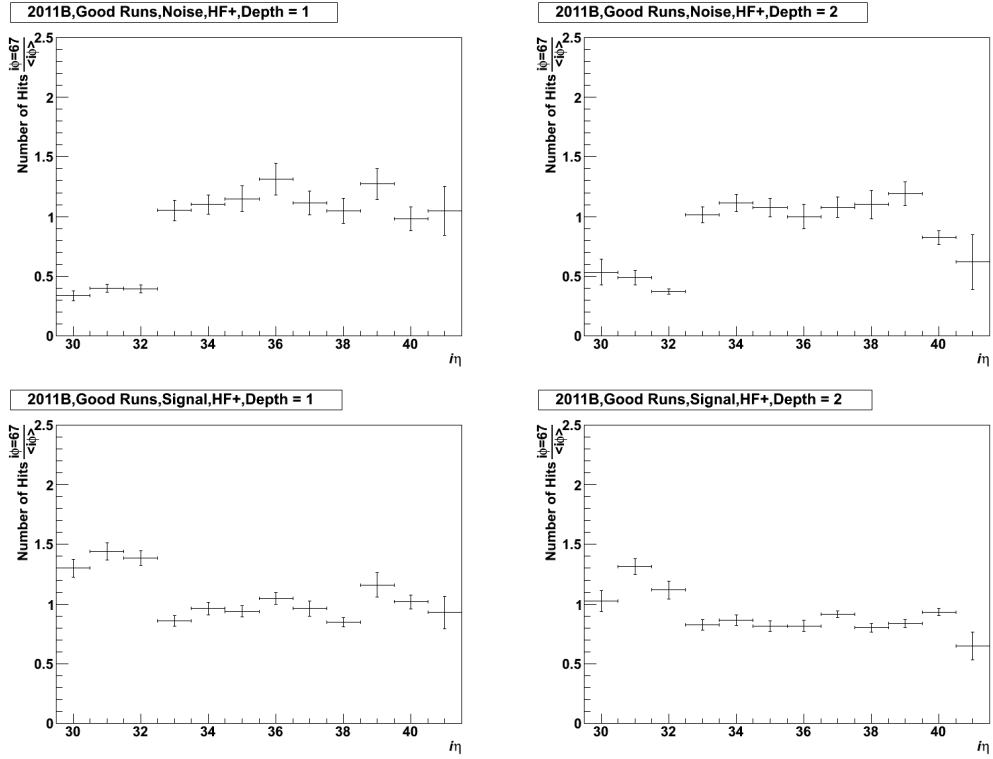 2011B,Good Runs,Noise,HF+,Depth = 1
Number of Hits iϕ=67 / <iϕ>
2.5
2
1.5
1
0.5
0
30 32 34 36 38 40
iη
2011B,Good Runs,Noise,HF+,Depth = 2
Number of Hits iϕ=67 / <iϕ>
2.5
2
1.5
1
0.5
0
30 32 34 36 38 40
iη
2011B,Good Runs,Signal,HF+,Depth = 1
Number of Hits iϕ=67 / <iϕ>
2.5
2
1.5
1
0.5
0
30 32 34 36 38 40
iη
2011B,Good Runs,Signal,HF+,Depth = 2
Number of Hits iϕ=67 / <iϕ>
2.5
2
1.5
1
0.5
0
30 32 34 36 38 40
iη